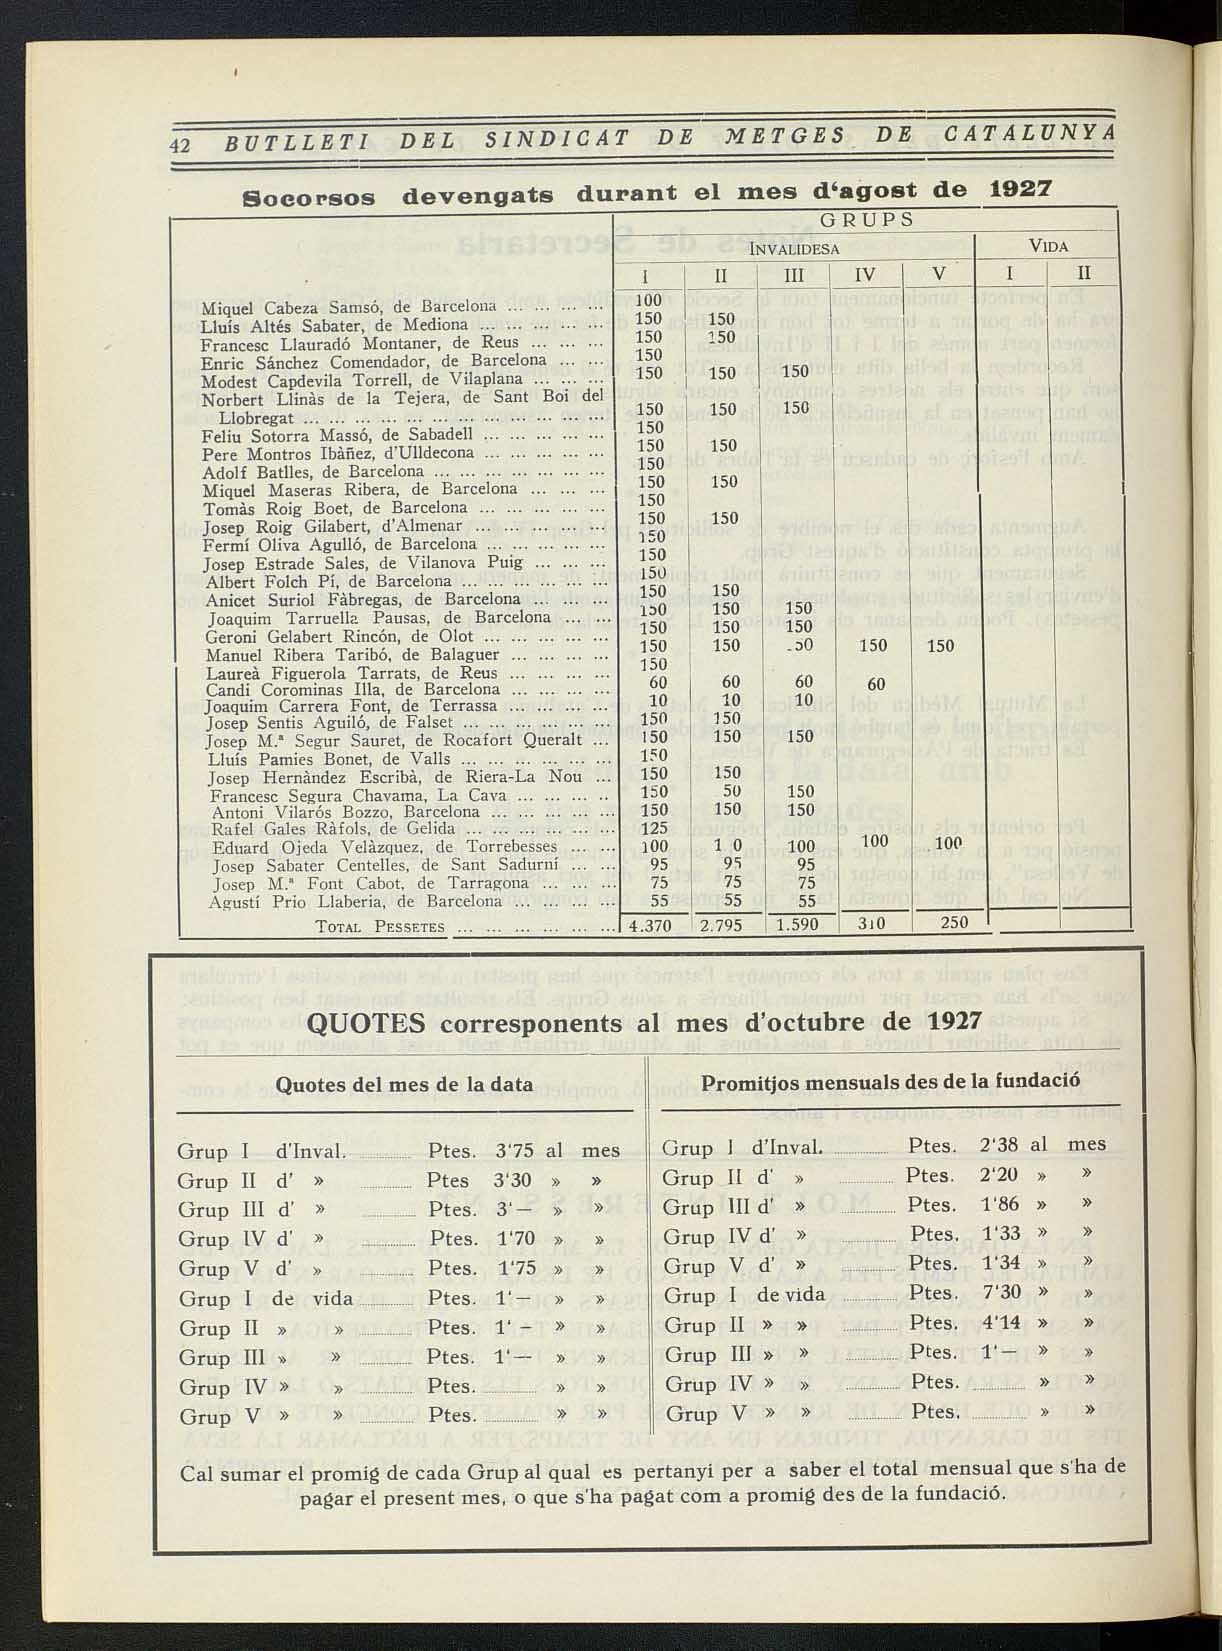 42 BUTLLETI DEL SINDICAT DE METGES DE CATALUNYA
Socorsos devengats durant el mes d‘agost de 1927
GRUPS
INVALIDESA VIDA
I II III IV V I II
Miquel Cabeza Samsó, de Barcelona ... ... ... ... 100
Lluís Altés Sabater, de Mediona ... ... ... ... ... 150 150
Francesc Llauradó Montaner, de Reus ... ... ... 150 150
Enric Sánchez Comendador, de Barcelona ... ... 150
Modest Capdevila Torrell, de Vilaplana ... ... ... 150 150 150
Norbert Llinàs de la Tejera, de Sant Boi del
Llobregat ... ... ... ... ... ... ... ... ... ... ... ... 150 150 150
Feliu Sotorra Massó, de Sabadell ... ... ... ... ... 150
Pere Montros Ibàñez, d'Ulldecona ... ... ... ... ... 150 150
Adolf Batlles, de Barcelona ... ... ... ... ... ... ... 150
Miquel Maseras Ribera, de Barcelona ... ... ... 150 150
Tomàs Roig Boet, de Barcelona ... ... ... ... ... 150
Josep Roig Gilabert, d'Almenar ... ... ... ... ... 150 150
Fermí Oliva Agulló, de Barcelona ... ... ... ... ... 150
Josep Estrade Sales, de Vilanova Puig ... ... ... 150
Albert Folch Pí, de Barcelona ... ... ... ... ... ... 150
Anicet Suriol Fàbregas, de Barcelona ... ... ... 150 150
Joaquim Tarruella Pausas, de Barcelona ... ... 150 150 150
Geroni Gelabert Rincón, de Olot ... ... ... ... ... 150 150 150
Manuel Ribera Taribó, de Balaguer ... ... ... ... 150 150 50 150 150
Laureà Figuerola Tarrats, de Reus ... ... ... ... 150
Candi Corominas Illa, de Barcelona ... ... ... ... 60 60 60 60
Joaquim Carrera Font, de Terrassa ... ... ... ... 10 10 10
Josep Sentis Aguiló, de Falset ... ... ... ... ... ... 150 150
Josep M.ª Segur Sauret, de Rocafort Queralt ... 150 150 150
Lluís Pamies Bonet, de Valls ... ... ... ... ... ... 150
Josep Hernàndez Escribà, de Riera-La Nou ... 150 150
Francesc Segura Chavama, La Cava ... ... ... .. 150 50 150
Antoni Vilarós Bozzo, Barcelona ... ... ... ... ... 150 150 150
Rafel Gales Ràfols, de Gelida ... ... ... ... ... ... 125
Eduard Ojeda Velàzquez, de Torrebesses ... ... 100 1 0 100 100 100
Josep Sabater Centelles, de Sant Sadurní ... ... 95 95 95
Josep M.ª Font Cabot, de Tarragona ... ... ... 75 75 75
Agustí Prio Llaberia, de Barcelona ... ... ... ... 55 55 55
TOTAL PESSETES ... ... ... ... ... ... 4.370 2.795 1.590 310 250
QUOTES corresponents al mes d'octubre de 1927
Quotes del mes de la data
Grup I d'Inval. ............ Ptes. 3‘75 al mes
Grup II d' » ............ Ptes 3‘30 » »
Grup III d' » ............ Ptes. 3‘— » »
Grup IV d' » ............ Ptes. 1‘70 » »
Grup V d' » ............ Ptes. 1‘75 » »
Grup I de vida ............ Ptes. 1‘— » »
Grup II » » ............ Ptes. 1‘- » »
Grup III » » ............ Ptes. 1‘— » »
Grup IV » » ............ Ptes. ............ » »
Grup V » » ............ Ptes. ............ » »
Promitjos mensuals des de la fundació
Grup I d'Inval. ............ Ptes. 2‘38 al mes
Grup II d' » ............ Ptes. 2‘20 » »
Grup III d' » ............ Ptes. 1‘86 » »
Grup IV d' » ............ Ptes. 1‘33 » »
Grup V d' » ............ Ptes. 1‘34 » »
Grup I de vida ............ Ptes. 7‘30 » »
Grup II » » ............ Ptes. 4‘14 » »
Grup III » » ............ Ptes. 1‘— » »
Grup IV » » ............ Ptes. ............ » »
Grup V » » ............ Ptes. ............ » »
Cal sumar el promig de cada Grup al qual es pertanyi per a saber el total mensual que s'ha de
pagar el present mes, o que s'ha pagat com a promig des de la fundació.